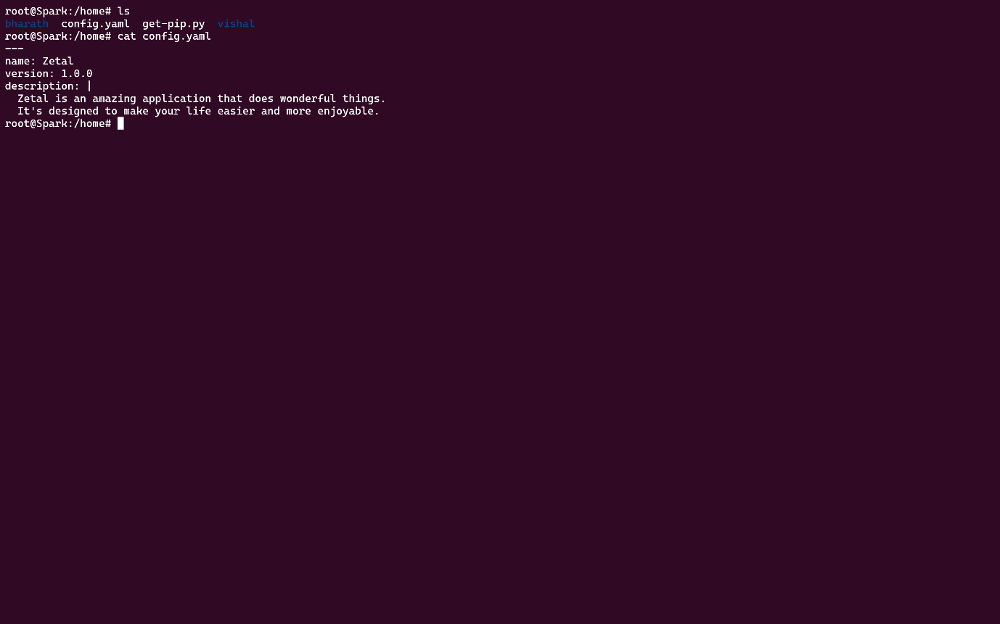 root@Spark:/home# ls
bharath  config.yaml  get-pip.py  vishal
root@Spark:/home# cat config.yaml
---
name: Zetal
version: 1.0.0
description: |
  Zetal is an amazing application that does wonderful things.
  It's designed to make your life easier and more enjoyable.
root@Spark:/home#